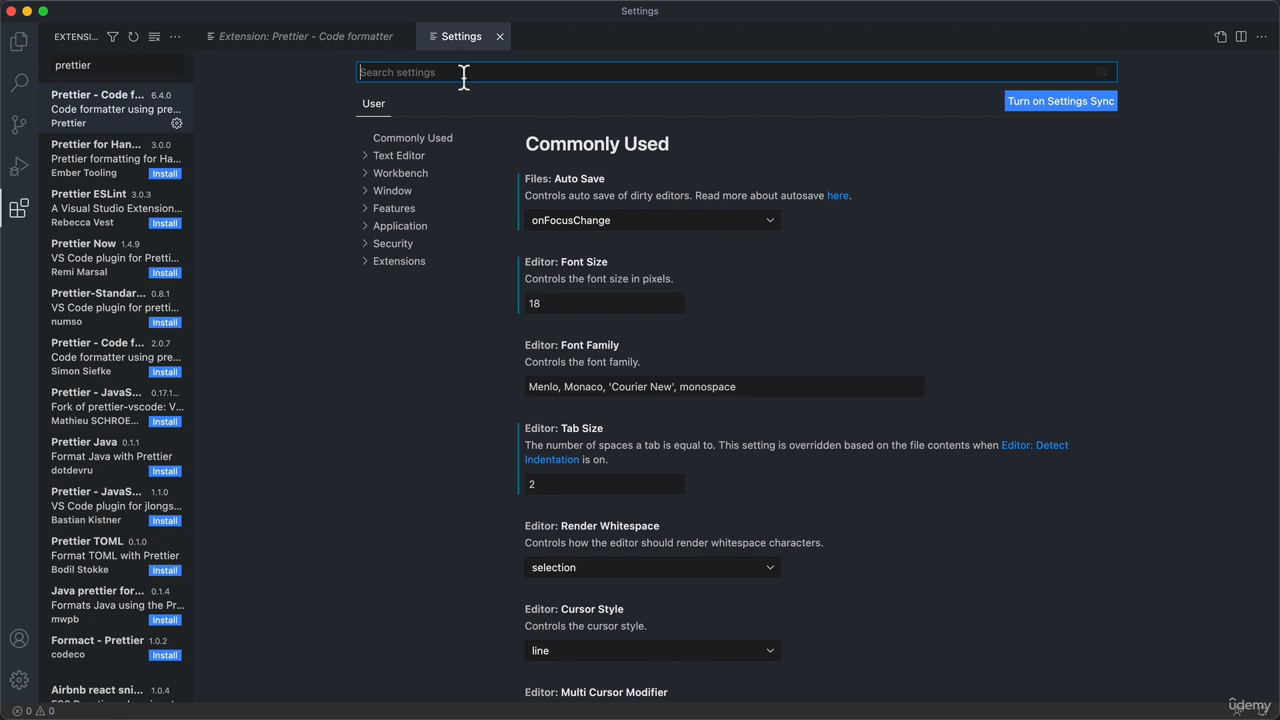 Settings
EXTENSI...
Extension: Prettier - Code formatter
Settings
prettier
Prettier - Code f... 6.4.0
Code formatter using pre...
Prettier
Prettier for Han... 3.0.0
Prettier formatting for Ha...
Ember Tooling
Install
Prettier ESLint 3.0.3
A Visual Studio Extension...
Rebecca Vest
Install
Prettier Now 1.4.9
VS Code plugin for Pretti...
Remi Marsal
Install
Prettier-Standar... 0.8.1
VS Code plugin for pretti...
numso
Install
Prettier - Code f... 2.0.7
Code formatter using pre...
Simon Siefke
Install
Prettier - JavaS... 0.17.1...
Fork of prettier-vscode: V...
Mathieu SCHROE...
Install
Prettier Java 0.1.1
Format Java with Prettier
dotdevru
Install
Prettier - JavaS... 1.1.0
VS Code plugin for jlongs...
Bastian Kistner
Install
Prettier TOML 0.1.0
Format TOML with Prettier
Bodil Stokke
Install
Java prettier for... 0.1.4
Formats Java using the Pr...
mwpb
Install
Formact - Prettier 1.0.2
codeco
Install
Airbnb react sni... 1.0.4
0 0
Search settings
User
Turn on Settings Sync
Commonly Used
Text Editor
Workbench
Window
Features
Application
Security
Extensions
Commonly Used
Files: Auto Save
Controls auto save of dirty editors. Read more about autosave here.
onFocusChange
Editor: Font Size
Controls the font size in pixels.
18
Editor: Font Family
Controls the font family.
Menlo, Monaco, 'Courier New', monospace
Editor: Tab Size
The number of spaces a tab is equal to. This setting is overridden based on the file contents when Editor: Detect
Indentation is on.
2
Editor: Render Whitespace
Controls how the editor should render whitespace characters.
selection
Editor: Cursor Style
Controls the cursor style.
line
Editor: Multi Cursor Modifier
udemy